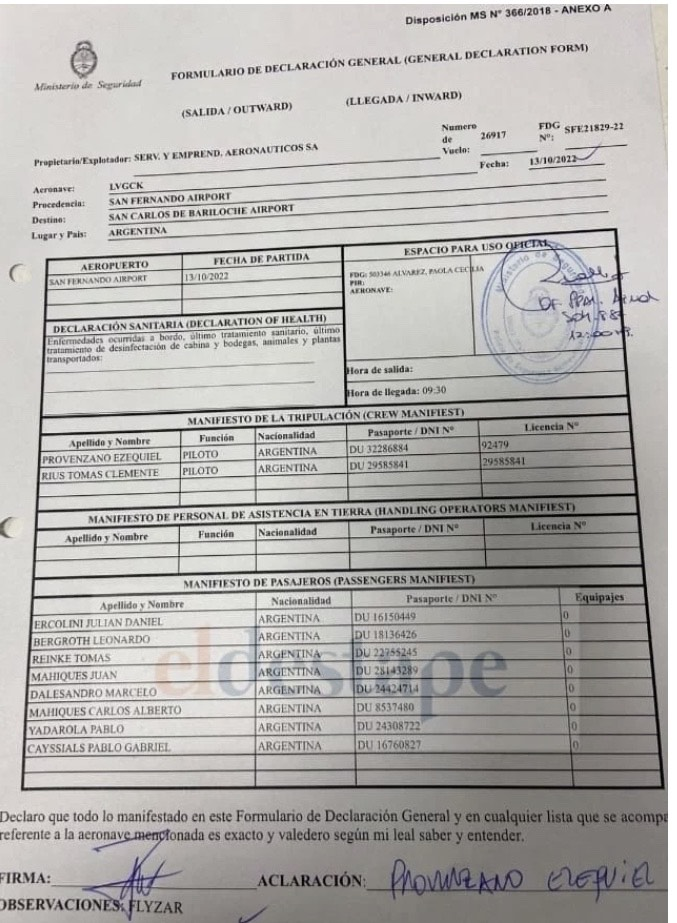 Disposición MS N° 366/2018 - ANEXO A
Ministerio de Seguridad
FORMULARIO DE DECLARACIÓN GENERAL (GENERAL DECLARATION FORM)
(SALIDA / OUTWARD) (LLEGADA / INWARD)
Propietario/Explotador: SERV. Y EMPREND. AERONAUTICOS SA
Numero de Vuelo: 26917 FDG N°: SFE21829-22
Fecha: 13/10/2022
Aeronave: LVGCK
Procedencia: SAN FERNANDO AIRPORT
Destino: SAN CARLOS DE BARILOCHE AIRPORT
Lugar y Pais: ARGENTINA
AEROPUERTO FECHA DE PARTIDA ESPACIO PARA USO OFICIAL
SAN FERNANDO AIRPORT 13/10/2022
FDG: 503346 ALVAREZ, PAOLA CECILIA
PIR:
AERONAVE:
12:00 HS.
DECLARACIÓN SANITARIA (DECLARATION OF HEALTH)
Enfermedades ocurridas a bordo, último tratamiento sanitario, último
tratamiento de desinfectación de cabina y bodegas, animales y plantas
transportados:
Hora de salida:
Hora de llegada: 09:30
MANIFIESTO DE LA TRIPULACIÓN (CREW MANIFIEST)
Apellido y Nombre Función Nacionalidad Pasaporte / DNI N° Licencia N°
PROVENZANO EZEQUIEL PILOTO ARGENTINA DU 32286884 92479
RIUS TOMAS CLEMENTE PILOTO ARGENTINA DU 29585841 29585841
MANIFIESTO DE PERSONAL DE ASISTENCIA EN TIERRA (HANDLING OPERATORS MANIFIEST)
Apellido y Nombre Función Nacionalidad Pasaporte / DNI N° Licencia N°
MANIFIESTO DE PASAJEROS (PASSENGERS MANIFIEST)
Apellido y Nombre Nacionalidad Pasaporte / DNI N° Equipajes
ERCOLINI JULIAN DANIEL ARGENTINA DU 16150449 0
BERGROTH LEONARDO ARGENTINA DU 18136426 0
REINKE TOMAS ARGENTINA DU 22755245 0
MAHIQUES JUAN ARGENTINA DU 28143289 0
DALESANDRO MARCELO ARGENTINA DU 24424714 0
MAHIQUES CARLOS ALBERTO ARGENTINA DU 8537480 0
YADAROLA PABLO ARGENTINA DU 24308722 0
CAYSSIALS PABLO GABRIEL ARGENTINA DU 16760827 0
eldestape
Declaro que todo lo manifestado en este Formulario de Declaración General y en cualquier lista que se acompa
referente a la aeronave mencionada es exacto y valedero según mi leal saber y entender.
FIRMA: ACLARACIÓN: PROVENZANO EZEQUIEL
OBSERVACIONES: FLYZAR